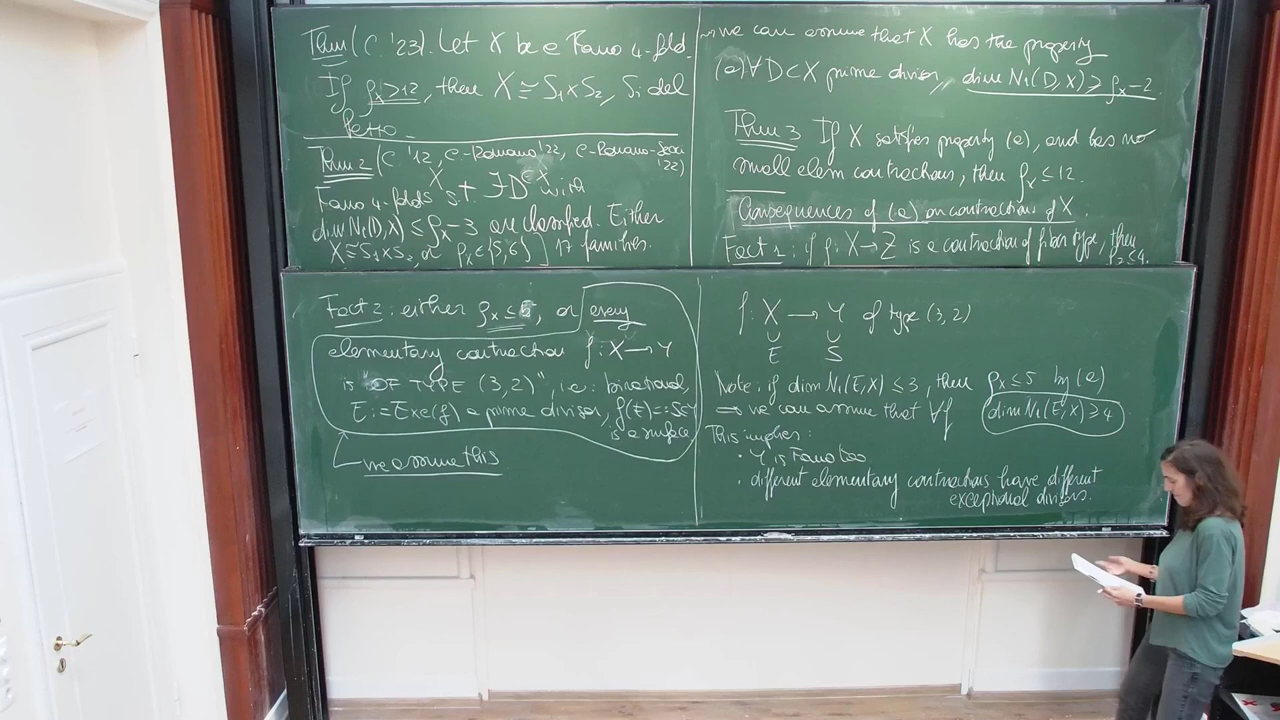 Thm (C. '23). Let X be a Fano 4-fold.
If ρ_X > 12, then X ≅ S_1 × S_2, S_i del
Pezzo.
Thm 2 (C '12, C-Romano '22, C-Romano-Secci '22)
Fano 4-folds X s.t. ∃ D ⊂ X with
dim N_1(D,X) ≤ ρ_X - 3 are classified. Either
X ≅ S_1 × S_2, or ρ_X ∈ {5,6} ] 17 families.
~> we can assume that X has the property
(a) ∀ D ⊂ X prime divisor, dim N_1(D,X) ≥ ρ_X - 2.
Thm 3 If X satisfies property (a), and has no
small elem contractions, then ρ_X ≤ 12.
Consequences of (a) on contractions of X.
Fact 1: if f: X → Z is a contraction of fiber type, then ρ_Z ≤ 4.
Fact 2: either ρ_X ≤ 5, or every
elementary contraction f: X → Y
is "OF TYPE (3,2)", i.e.: birational,
E := Exc(f) a prime divisor, f(E) =: S ⊂ Y
is a surface
we assume this
f: X → Y of type (3,2)
∪ ∪
E S
Note: if dim N_1(E,X) ≤ 3, then ρ_X ≤ 5 by (a)
⟹ we can assume that ∀ f dim N_1(E,X) ≥ 4
This implies:
• Y is Fano too
• different elementary contractions have different
exceptional divisors.